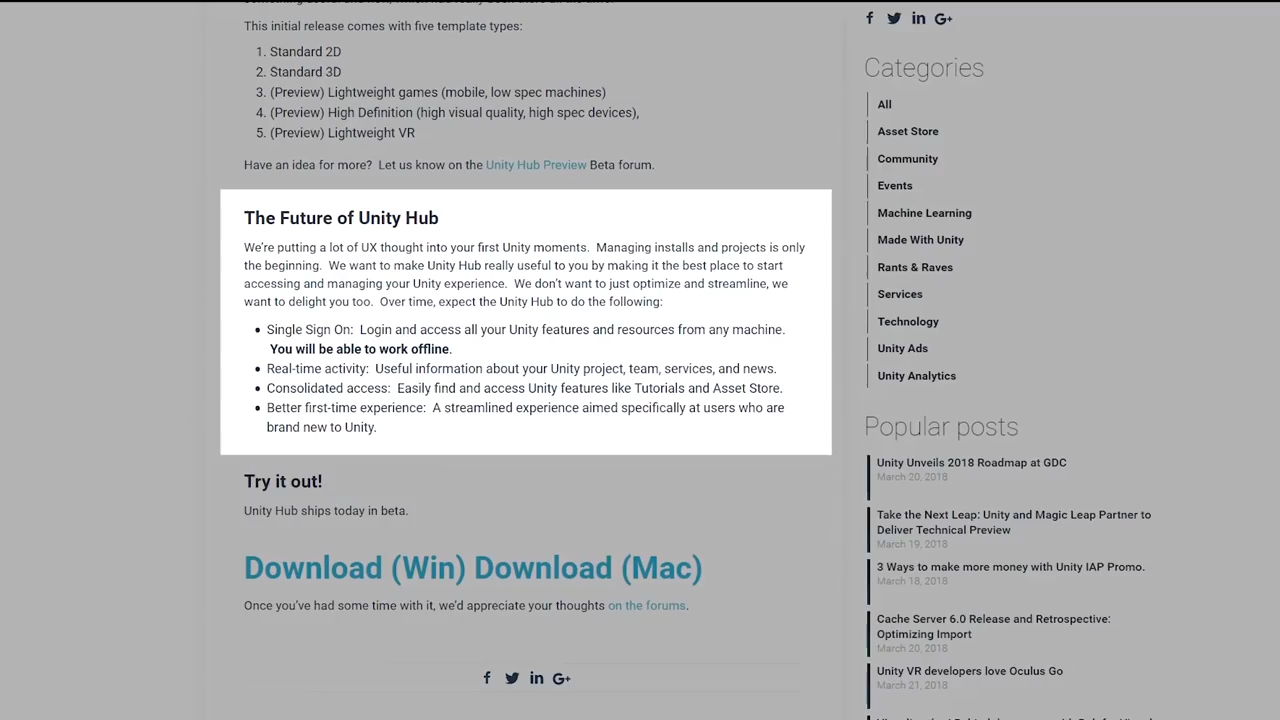 This initial release comes with five template types:
1. Standard 2D
2. Standard 3D
3. (Preview) Lightweight games (mobile, low spec machines)
4. (Preview) High Definition (high visual quality, high spec devices),
5. (Preview) Lightweight VR
Have an idea for more? Let us know on the Unity Hub Preview Beta forum.
The Future of Unity Hub
We're putting a lot of UX thought into your first Unity moments. Managing installs and projects is only
the beginning. We want to make Unity Hub really useful to you by making it the best place to start
accessing and managing your Unity experience. We don't want to just optimize and streamline, we
want to delight you too. Over time, expect the Unity Hub to do the following:
• Single Sign On: Login and access all your Unity features and resources from any machine.
You will be able to work offline.
• Real-time activity: Useful information about your Unity project, team, services, and news.
• Consolidated access: Easily find and access Unity features like Tutorials and Asset Store.
• Better first-time experience: A streamlined experience aimed specifically at users who are
brand new to Unity.
Try it out!
Unity Hub ships today in beta.
Download (Win) Download (Mac)
Once you've had some time with it, we'd appreciate your thoughts on the forums.
Categories
All
Asset Store
Community
Events
Machine Learning
Made With Unity
Rants & Raves
Services
Technology
Unity Ads
Unity Analytics
Popular posts
Unity Unveils 2018 Roadmap at GDC
March 20, 2018
Take the Next Leap: Unity and Magic Leap Partner to
Deliver Technical Preview
March 19, 2018
3 Ways to make more money with Unity IAP Promo.
March 18, 2018
Cache Server 6.0 Release and Retrospective:
Optimizing Import
March 20, 2018
Unity VR developers love Oculus Go
March 21, 2018